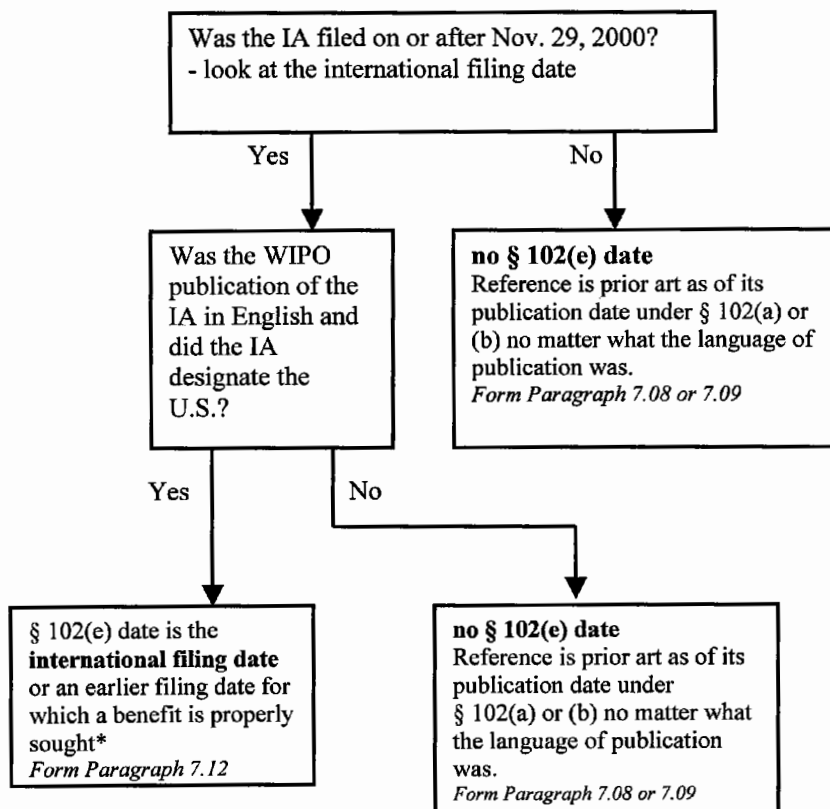 Was the IA filed on or after Nov. 29, 2000?
- look at the international filing date
Yes
No
Was the WIPO
publication of the
IA in English and
did the IA
designate the
U.S.?
no § 102(e) date
Reference is prior art as of its
publication date under § 102(a) or
(b) no matter what the language of
publication was.
Form Paragraph 7.08 or 7.09
Yes
No
§ 102(e) date is the
international filing date
or an earlier filing date for
which a benefit is properly
sought*
Form Paragraph 7.12
no § 102(e) date
Reference is prior art as of its
publication date under
§ 102(a) or (b) no matter what
the language of publication
was.
Form Paragraph 7.08 or 7.09